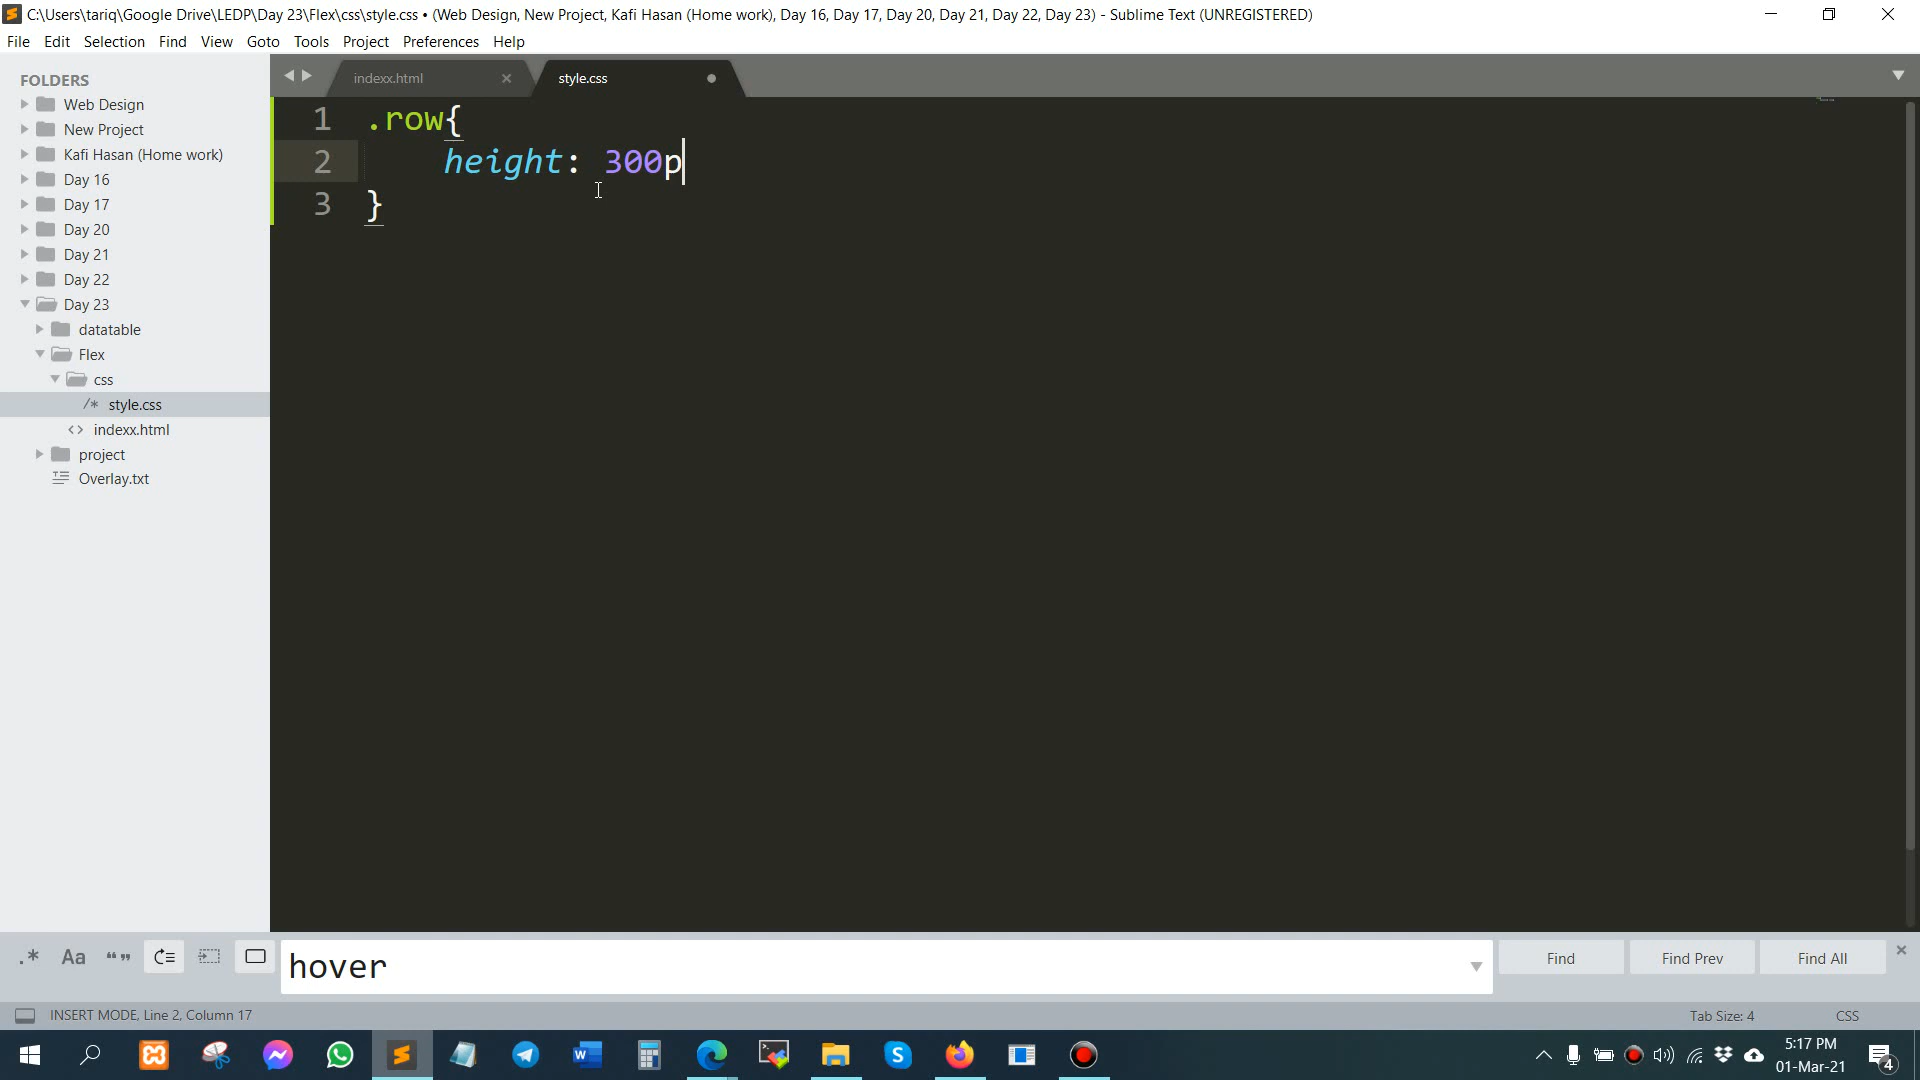 C:\Users\tariq\Google Drive\LEDP\Day 23\Flex\css\style.css • (Web Design, New Project, Kafi Hasan (Home work), Day 16, Day 17, Day 20, Day 21, Day 22, Day 23) - Sublime Text (UNREGISTERED)
File Edit Selection Find View Goto Tools Project Preferences Help
FOLDERS
Web Design
New Project
Kafi Hasan (Home work)
Day 16
Day 17
Day 20
Day 21
Day 22
Day 23
datatable
Flex
css
/* style.css
<> indexx.html
project
Overlay.txt
indexx.html
style.css
1 .row{
2 height: 300p
3 }
.* Aa “” hover Find Find Prev Find All
INSERT MODE, Line 2, Column 17 Tab Size: 4 CSS
5:17 PM
01-Mar-21
4